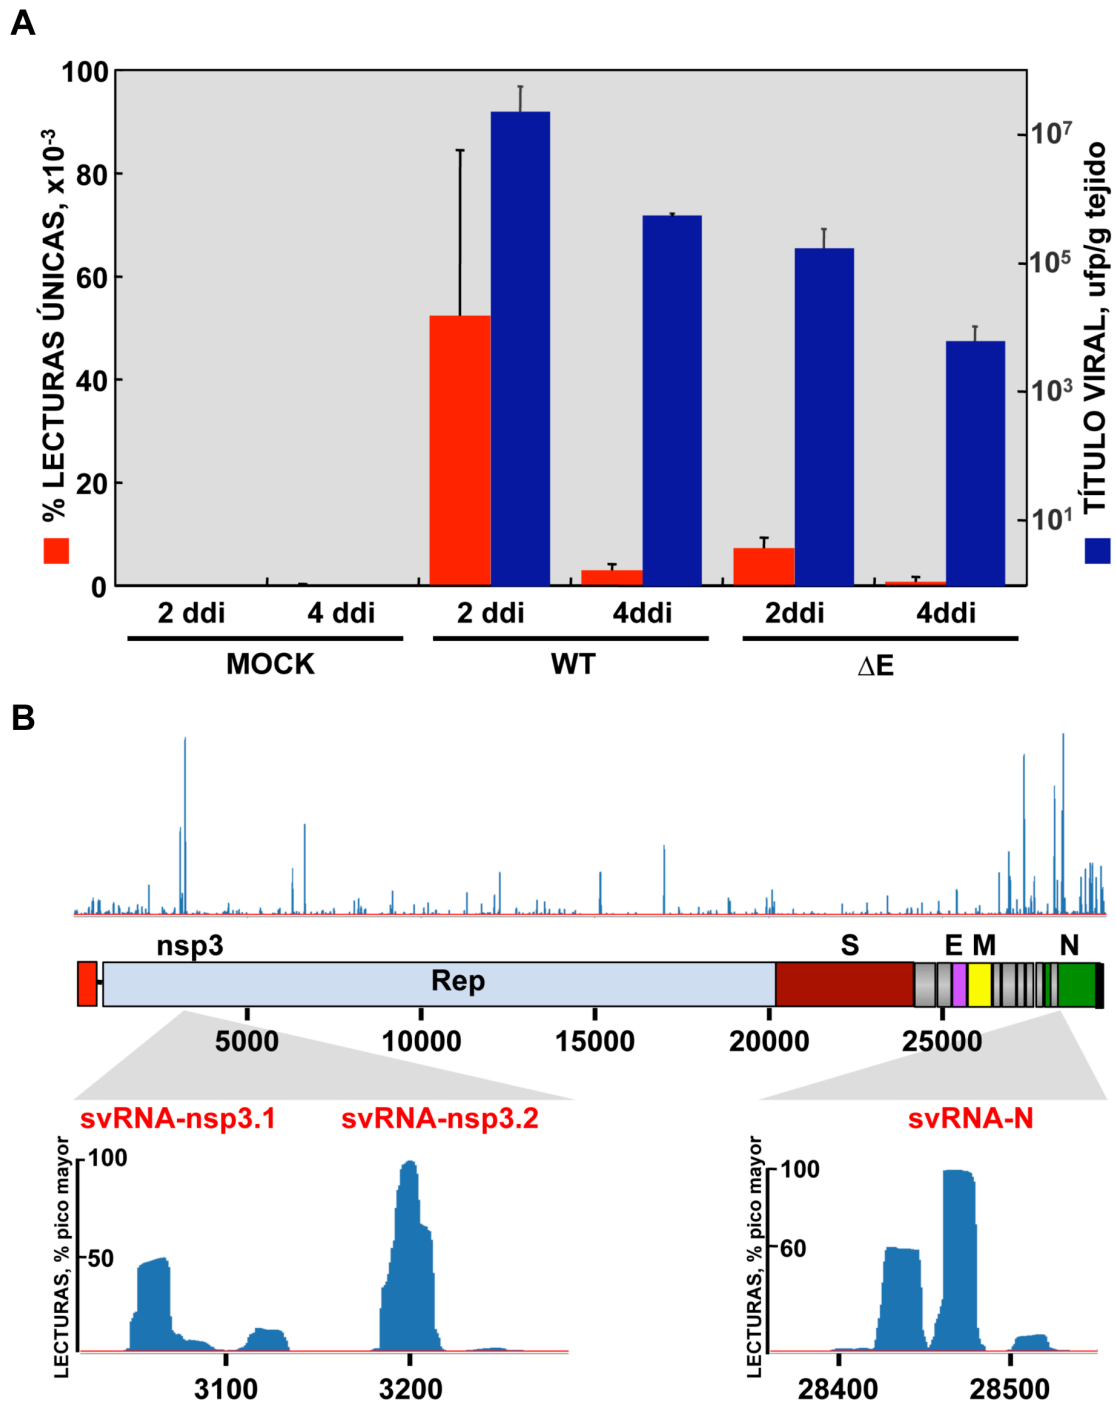 A
% LECTURAS ÚNICAS, x10-3
100
80
60
40
20
0
10⁷
10⁵
10³
10¹
TÍTULO VIRAL, ufp/g tejido
2 ddi 4 ddi 2 ddi 4ddi 2ddi 4ddi
MOCK WT ΔE
B
nsp3 S E M N
Rep
5000 10000 15000 20000 25000
svRNA-nsp3.1 svRNA-nsp3.2 svRNA-N
LECTURAS, % pico mayor
100
50
3100 3200
LECTURAS, % pico mayor
100
60
28400 28500